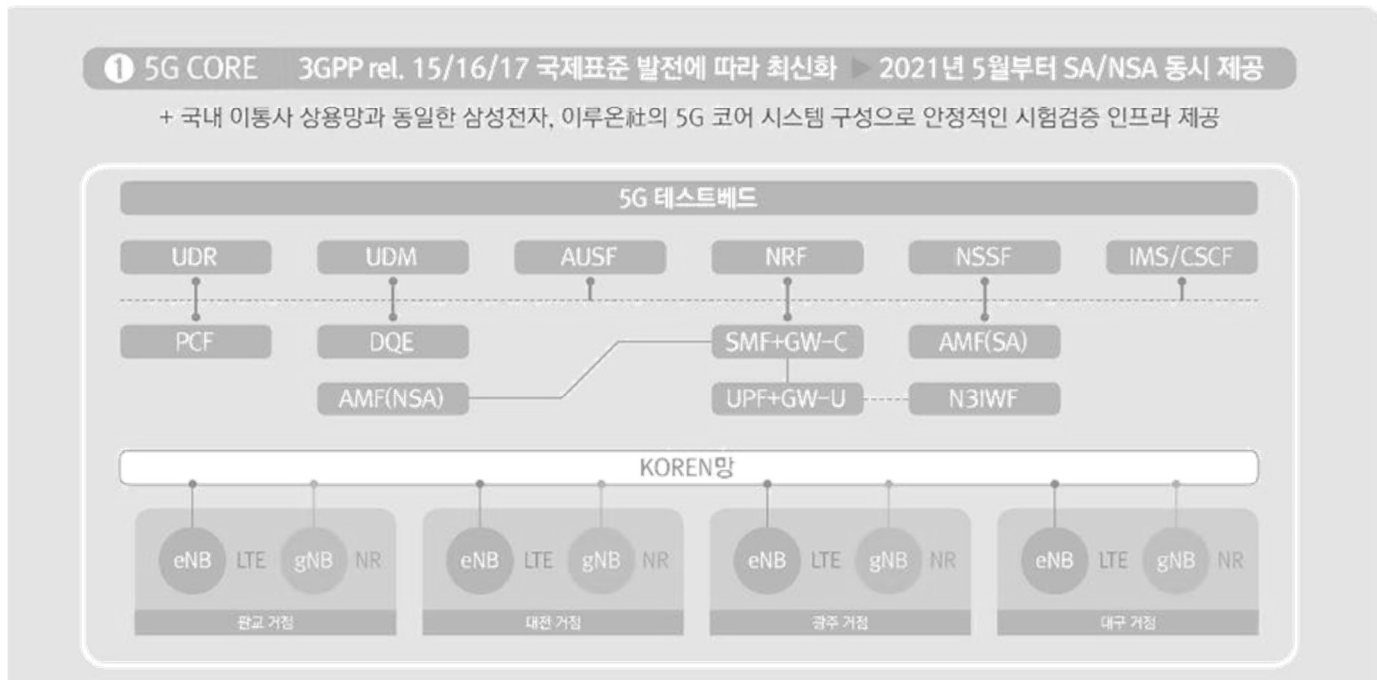 ❶ 5G CORE 3GPP rel. 15/16/17 국제표준 발전에 따라 최신화 ▶ 2021년 5월부터 SA/NSA 동시 제공
+ 국내 이통사 상용망과 동일한 삼성전자, 이루온社의 5G 코어 시스템 구성으로 안정적인 시험검증 인프라 제공
5G 테스트베드
UDR UDM AUSF NRF NSSF IMS/CSCF
PCF DQE SMF+GW-C AMF(SA)
AMF(NSA) UPF+GW-U N3IWF
KOREN망
eNB LTE gNB NR eNB LTE gNB NR eNB LTE gNB NR eNB LTE gNB NR
판교 거점 대전 거점 광주 거점 대구 거점